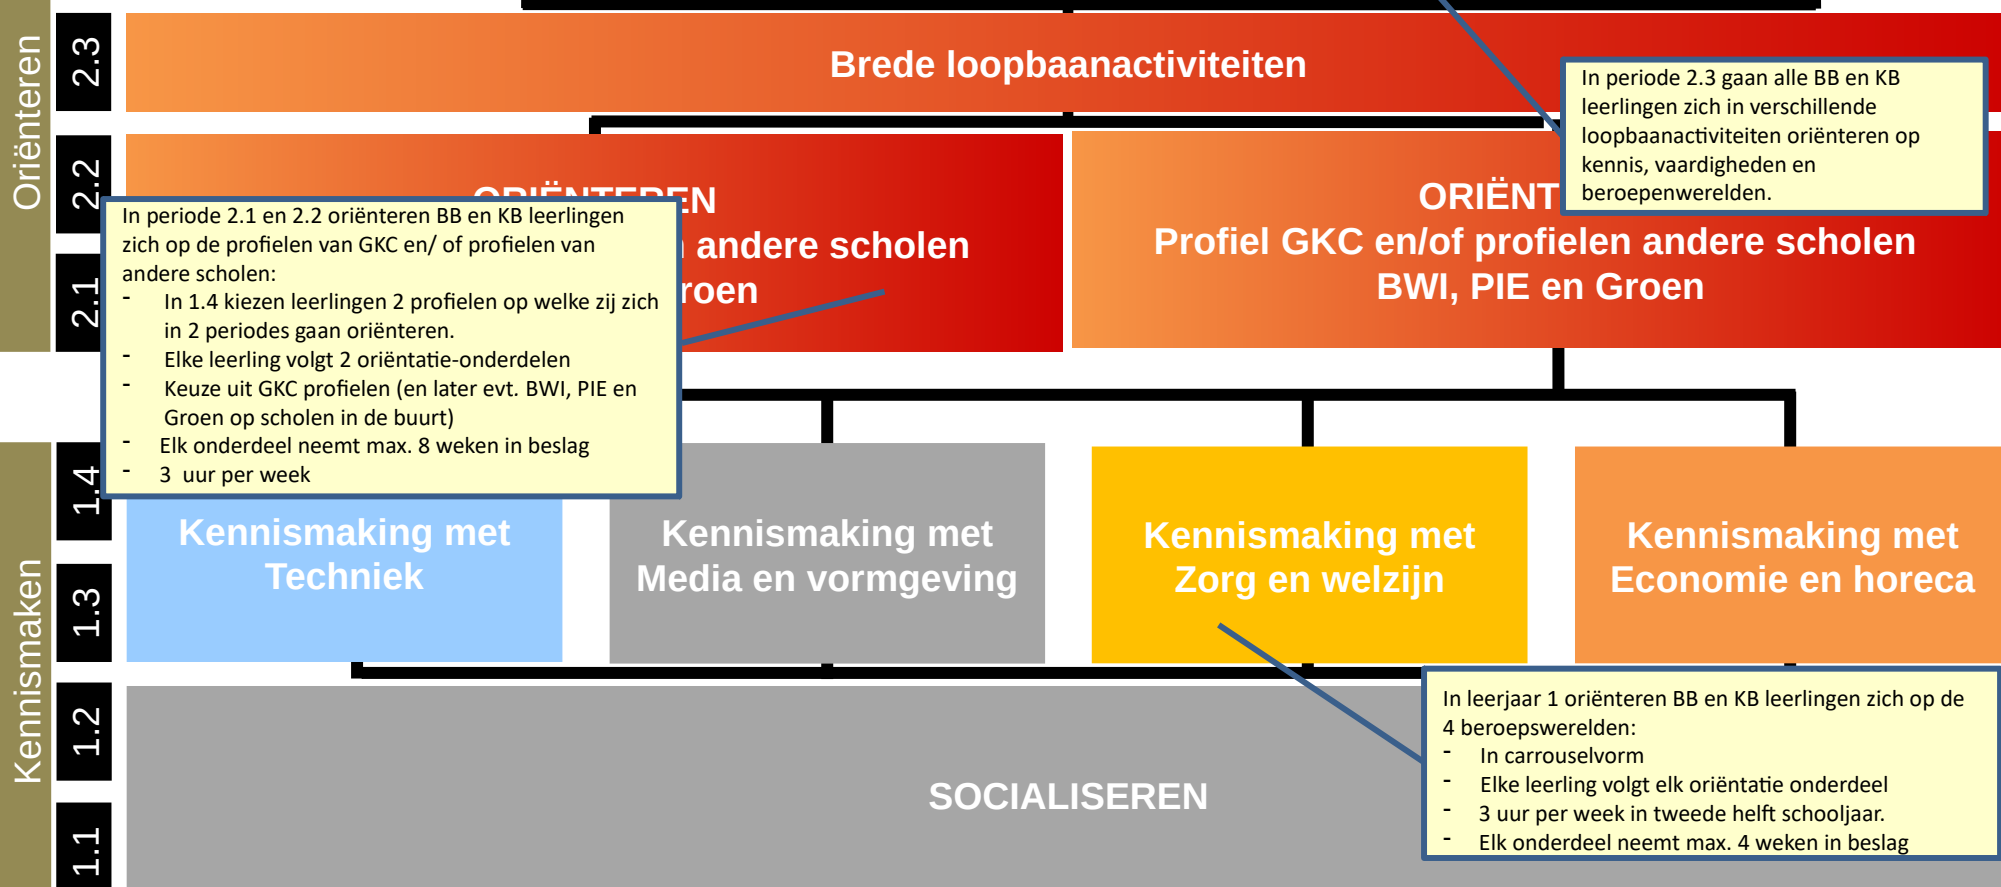 Oriënteren
2.3
2.2
2.1
Brede loopbaanactiviteiten
In periode 2.3 gaan alle BB en KB
leerlingen zich in verschillende
loopbaanactiviteiten oriënteren op
kennis, vaardigheden en
beroepenwerelden.
ORIËNTEREN
andere scholen
roen
ORIËNT
Profiel GKC en/of profielen andere scholen
BWI, PIE en Groen
In periode 2.1 en 2.2 oriënteren BB en KB leerlingen
zich op de profielen van GKC en/ of profielen van
andere scholen:
- In 1.4 kiezen leerlingen 2 profielen op welke zij zich
in 2 periodes gaan oriënteren.
- Elke leerling volgt 2 oriëntatie-onderdelen
- Keuze uit GKC profielen (en later evt. BWI, PIE en
Groen op scholen in de buurt)
- Elk onderdeel neemt max. 8 weken in beslag
- 3 uur per week
Kennismaken
1.4
1.3
1.2
1.1
Kennismaking met
Techniek
Kennismaking met
Media en vormgeving
Kennismaking met
Zorg en welzijn
Kennismaking met
Economie en horeca
SOCIALISEREN
In leerjaar 1 oriënteren BB en KB leerlingen zich op de
4 beroepswerelden:
- In carrouselvorm
- Elke leerling volgt elk oriëntatie onderdeel
- 3 uur per week in tweede helft schooljaar.
- Elk onderdeel neemt max. 4 weken in beslag